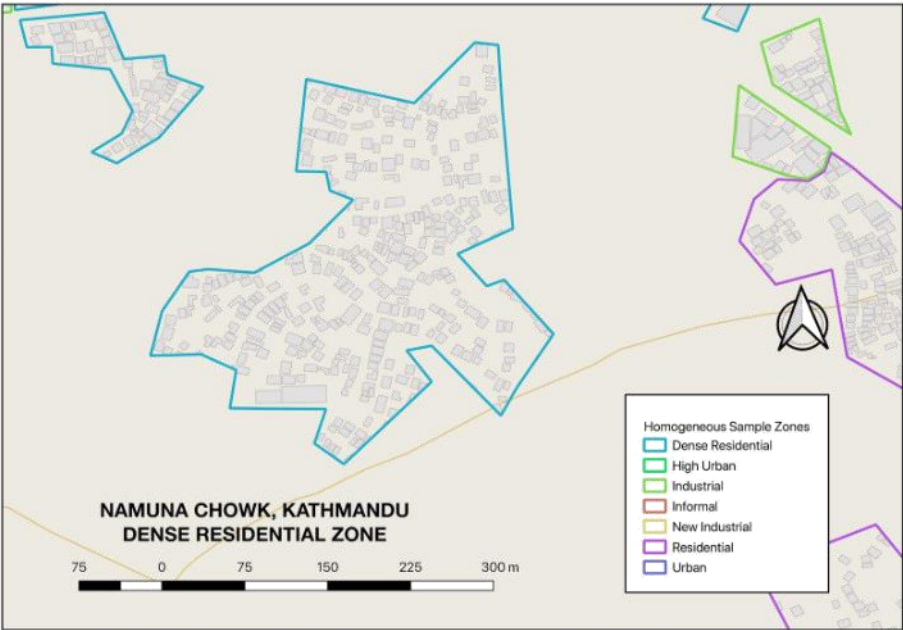 NAMUNA CHOWK, KATHMANDU
DENSE RESIDENTIAL ZONE
75 0 75 150 225 300 m
Homogeneous Sample Zones
Dense Residential
High Urban
Industrial
Informal
New Industrial
Residential
Urban